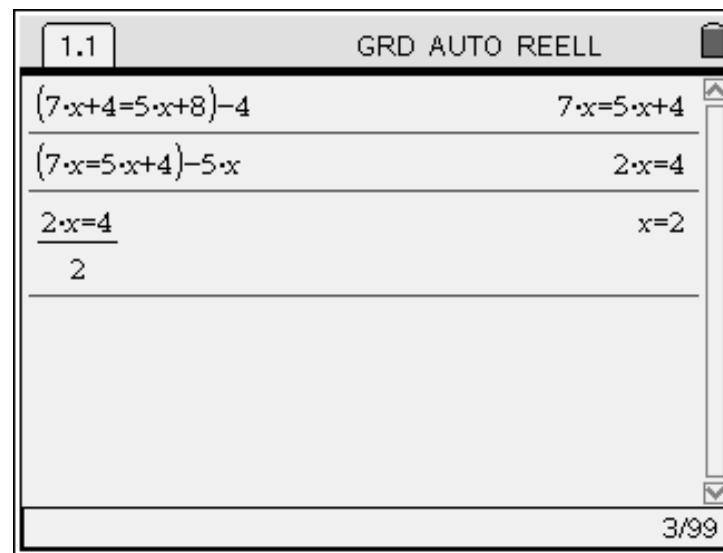 1.1 GRD AUTO REELL
(7·x+4=5·x+8)−4 7·x=5·x+4
(7·x=5·x+4)−5·x 2·x=4
2·x=4 x=2
2
3/99